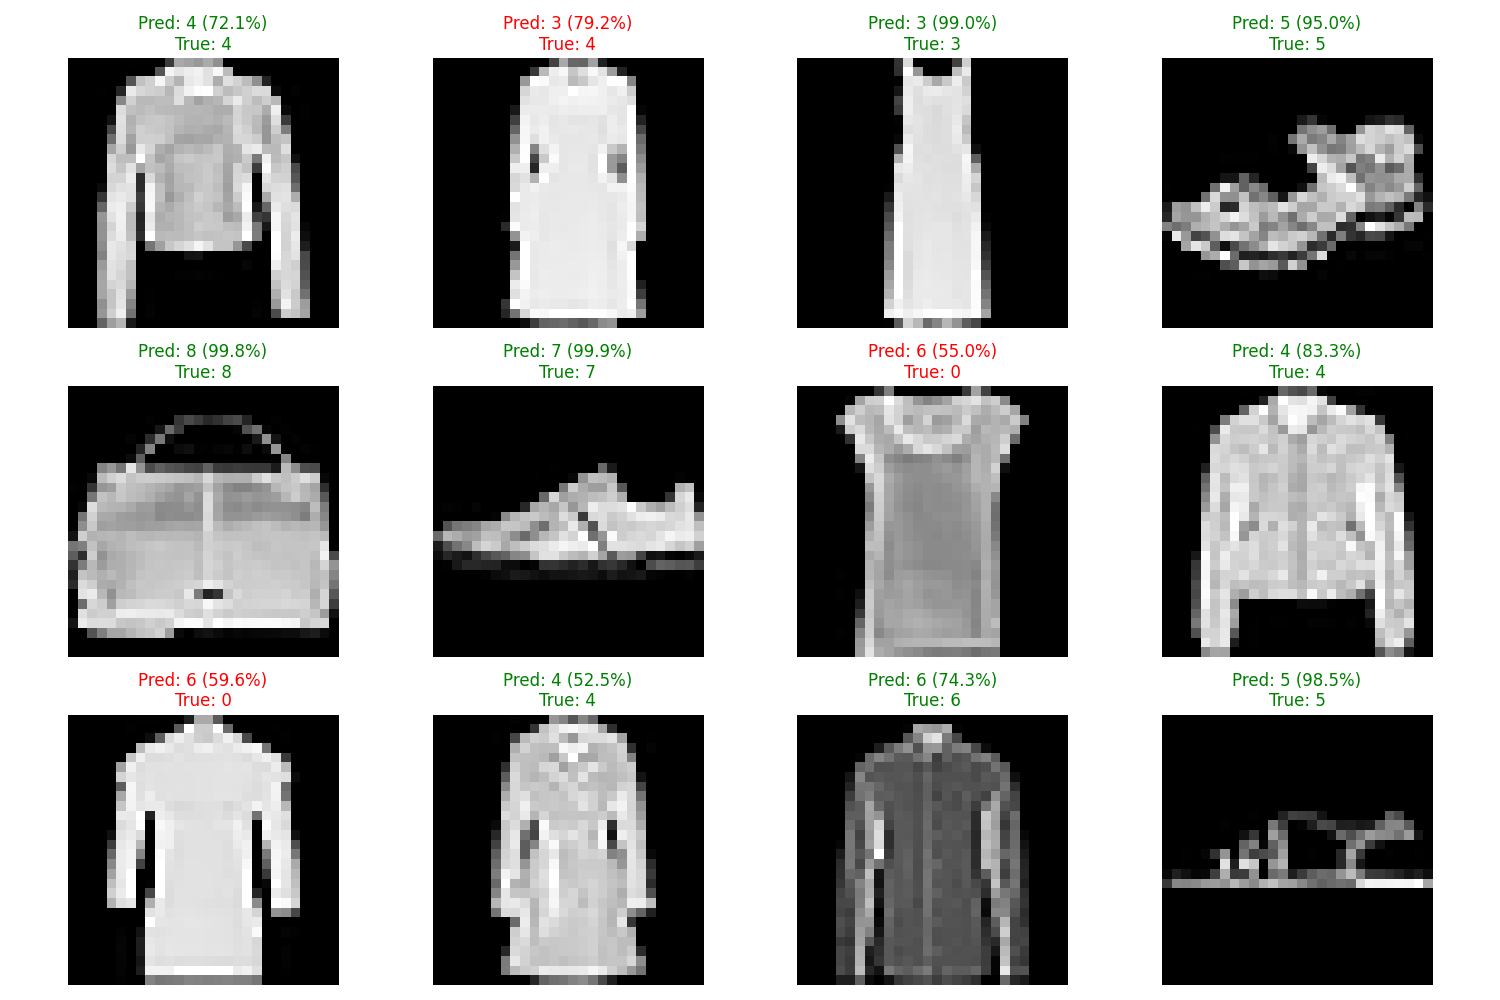 Pred: 4 (72.1%)
True: 4
Pred: 3 (79.2%)
True: 4
Pred: 3 (99.0%)
True: 3
Pred: 5 (95.0%)
True: 5
Pred: 8 (99.8%)
True: 8
Pred: 7 (99.9%)
True: 7
Pred: 6 (55.0%)
True: 0
Pred: 4 (83.3%)
True: 4
Pred: 6 (59.6%)
True: 0
Pred: 4 (52.5%)
True: 4
Pred: 6 (74.3%)
True: 6
Pred: 5 (98.5%)
True: 5